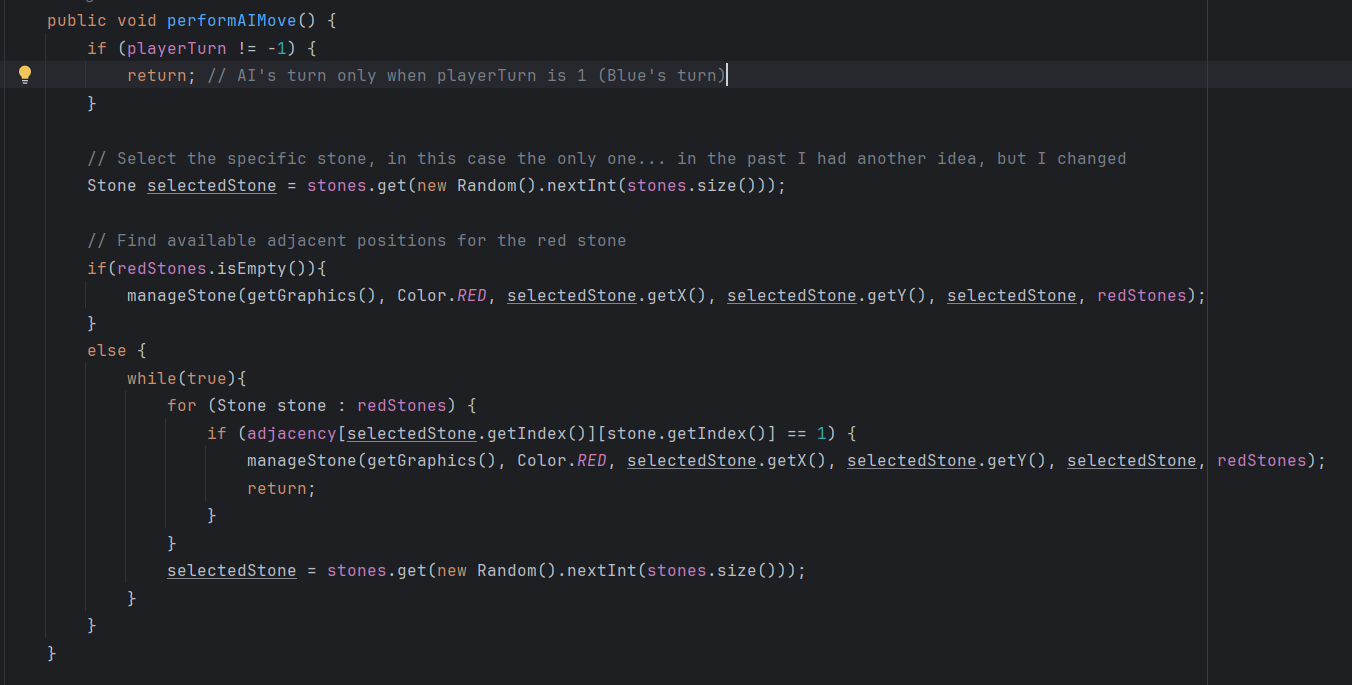 public void performAIMove() {
    if (playerTurn != -1) {
        return; // AI's turn only when playerTurn is 1 (Blue's turn)
    }

    // Select the specific stone, in this case the only one... in the past I had another idea, but I changed
    Stone selectedStone = stones.get(new Random().nextInt(stones.size()));

    // Find available adjacent positions for the red stone
    if(redStones.isEmpty()){
        manageStone(getGraphics(), Color.RED, selectedStone.getX(), selectedStone.getY(), selectedStone, redStones);
    }
    else {
        while(true){
            for (Stone stone : redStones) {
                if (adjacency[selectedStone.getIndex()][stone.getIndex()] == 1) {
                    manageStone(getGraphics(), Color.RED, selectedStone.getX(), selectedStone.getY(), selectedStone, redStones);
                    return;
                }
            }
            selectedStone = stones.get(new Random().nextInt(stones.size()));
        }
    }
}